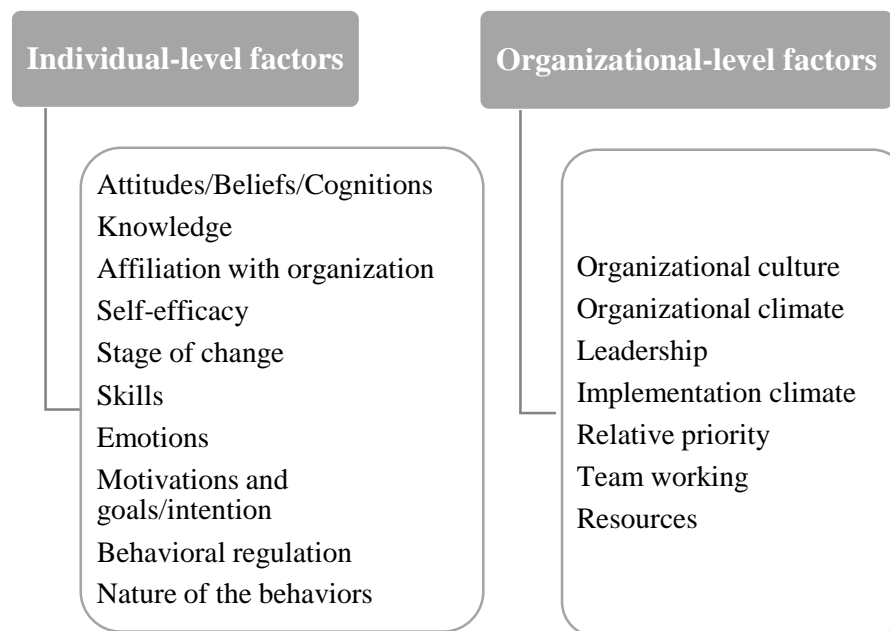 Individual-level factors
Attitudes/Beliefs/Cognitions
Knowledge
Affiliation with organization
Self-efficacy
Stage of change
Skills
Emotions
Motivations and
goals/intention
Behavioral regulation
Nature of the behaviors
Organizational-level factors
Organizational culture
Organizational climate
Leadership
Implementation climate
Relative priority
Team working
Resources